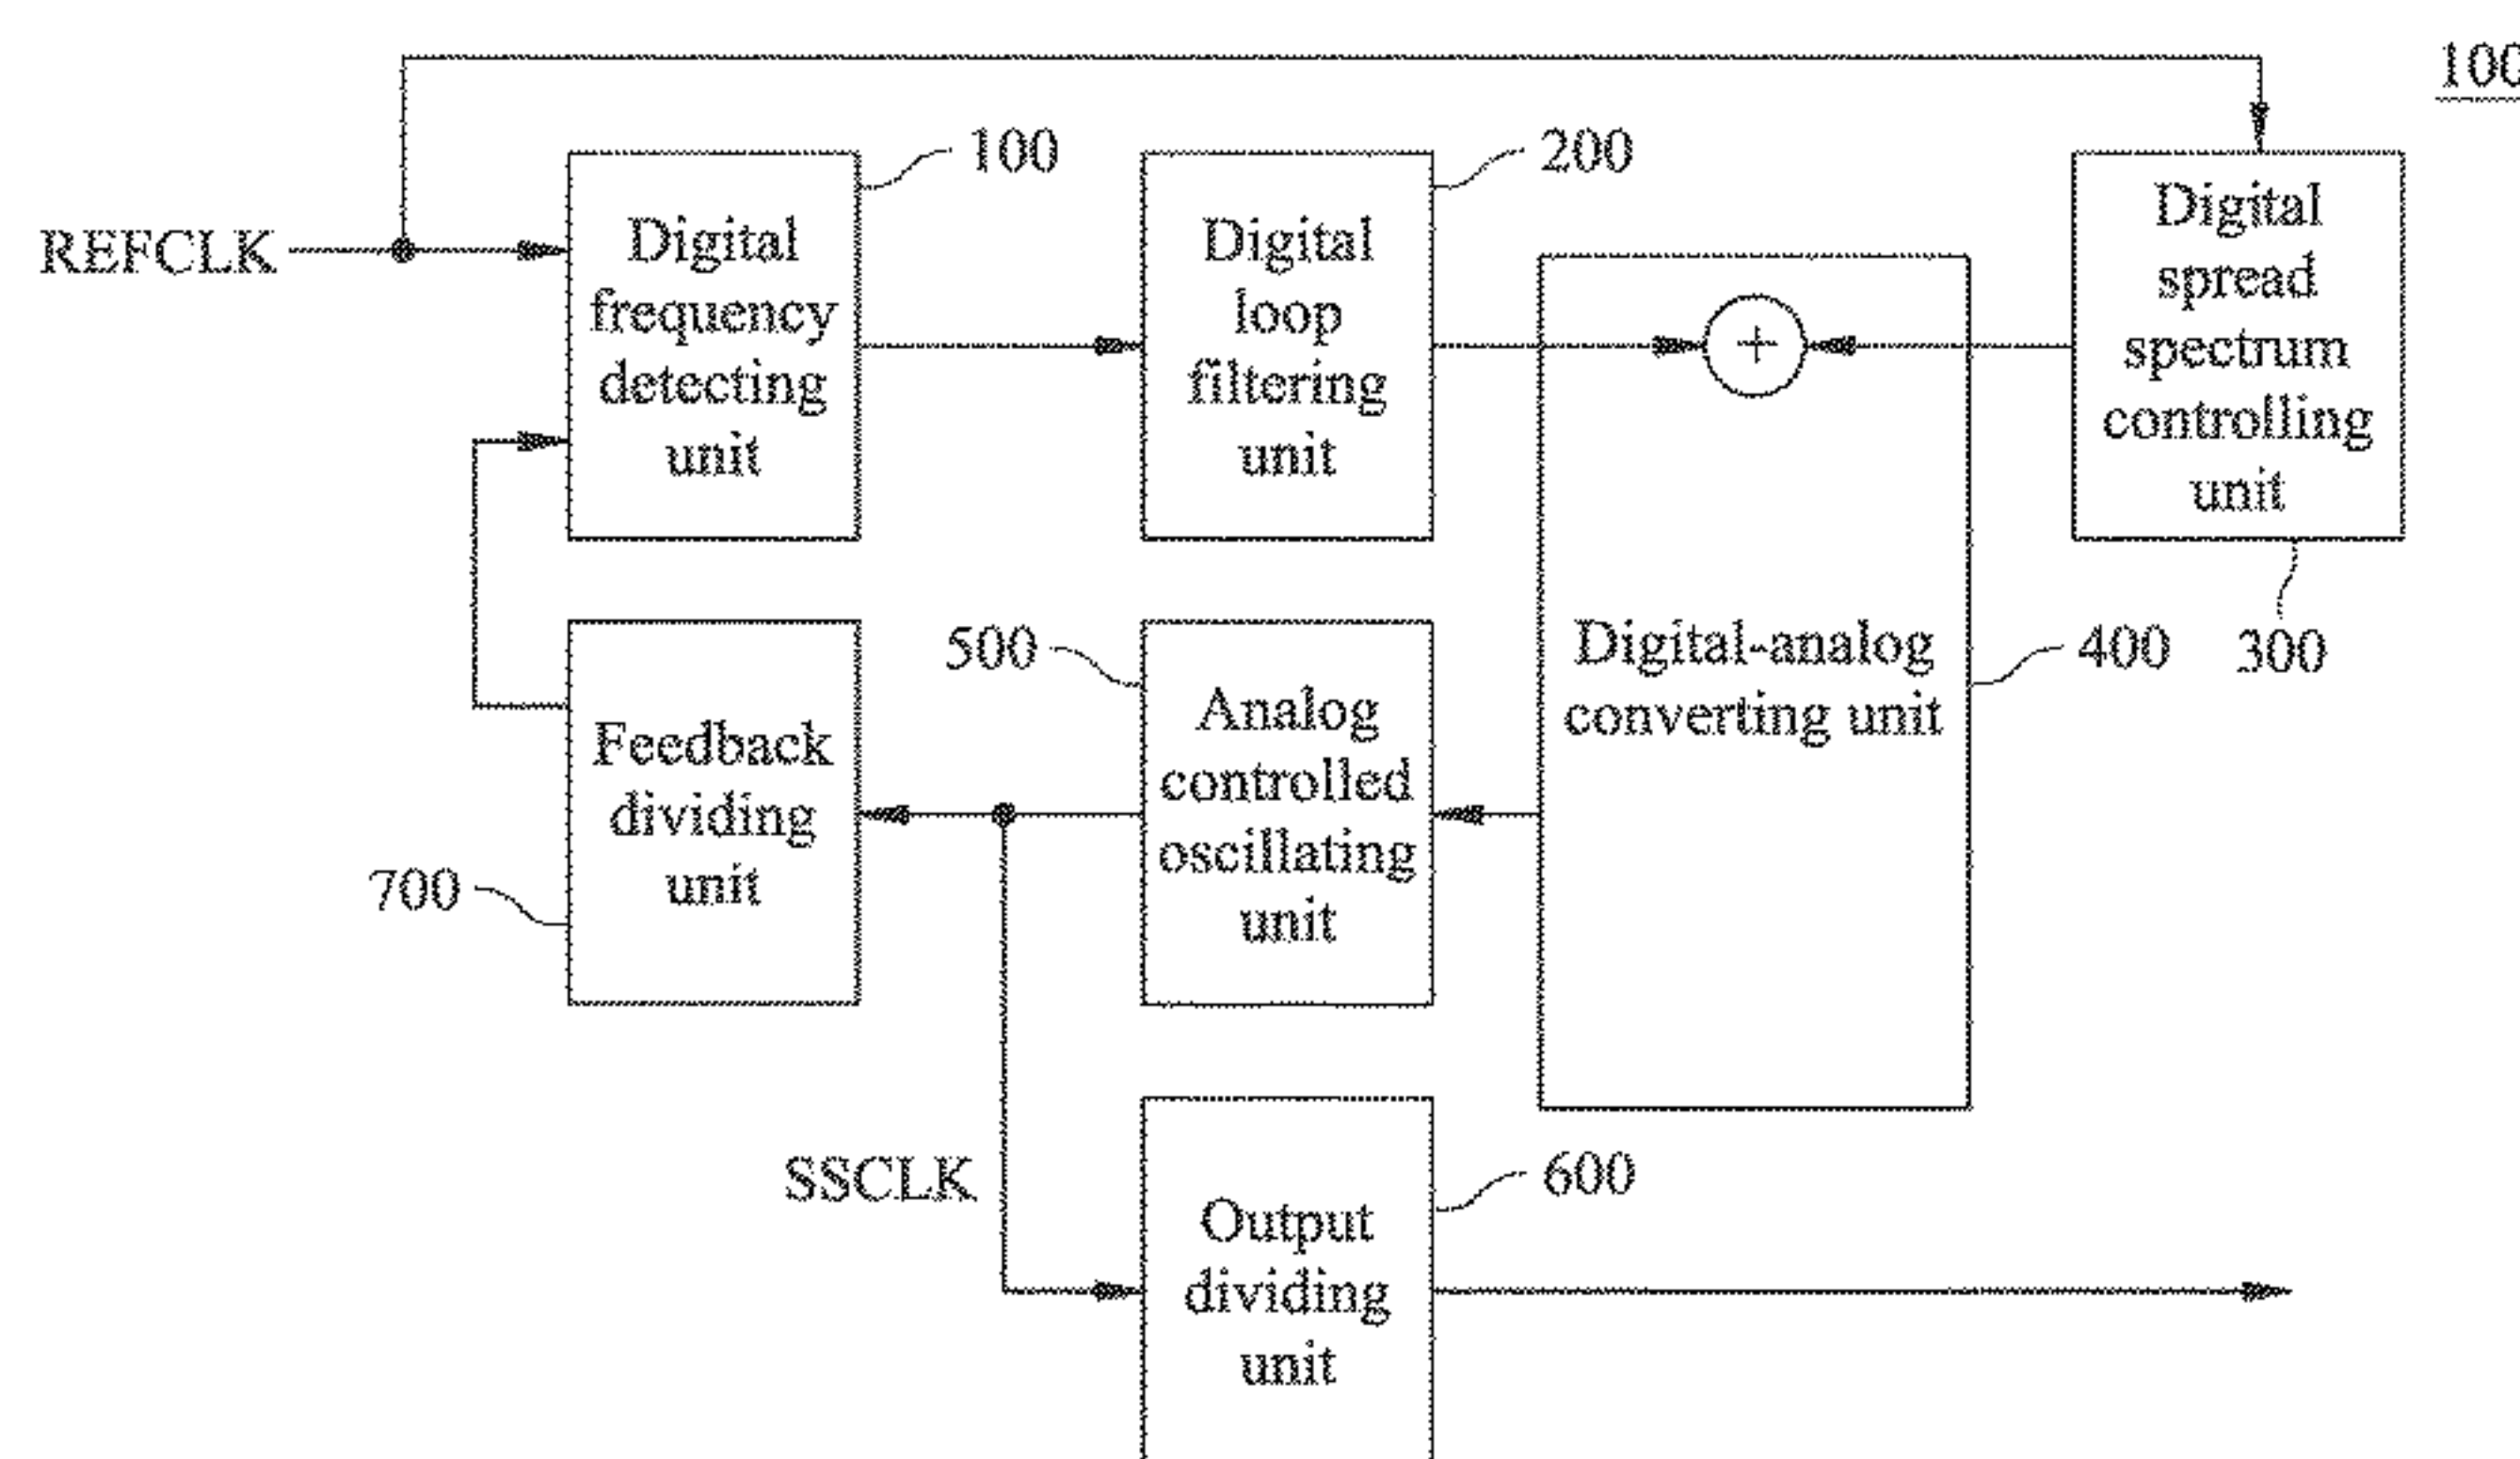 100
100
200
REFCLK
Digital
frequency
detecting
unit
Digital
loop
filtering
unit
+
Digital
spread
spectrum
controlling
unit
300
500
400
Digital-analog
converting unit
Feedback
dividing
unit
700
Analog
controlled
oscillating
unit
SSCLK
600
Output
dividing
unit